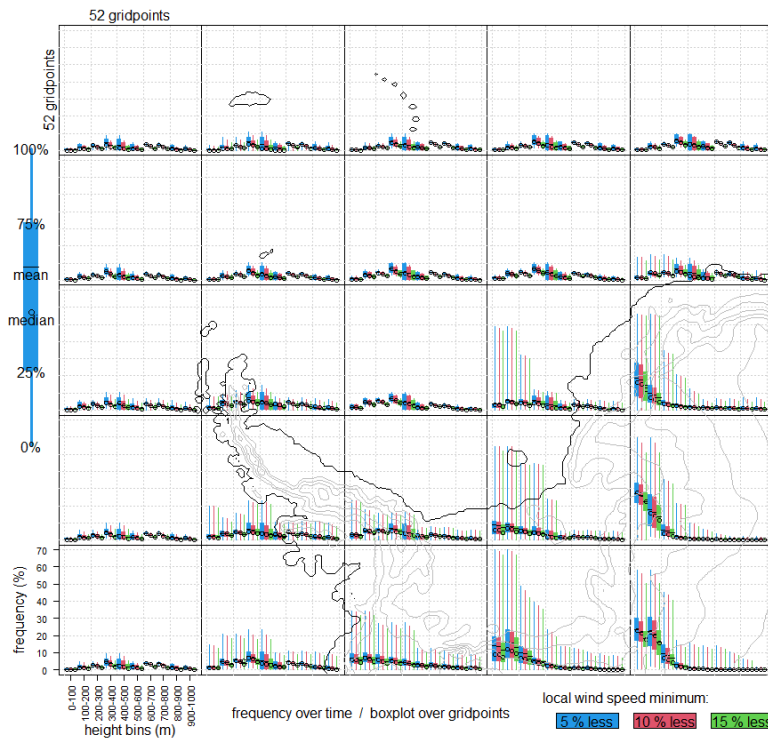 52 gridpoints
52 gridpoints
100%
75%
mean
median
25%
0%
frequency (%)
70
60
50
40
30
20
10
0
0-100
100-200
200-300
300-400
400-500
500-600
600-700
700-800
800-900
900-1000
height bins (m)
frequency over time / boxplot over gridpoints
local wind speed minimum:
5 % less
10 % less
15 % less